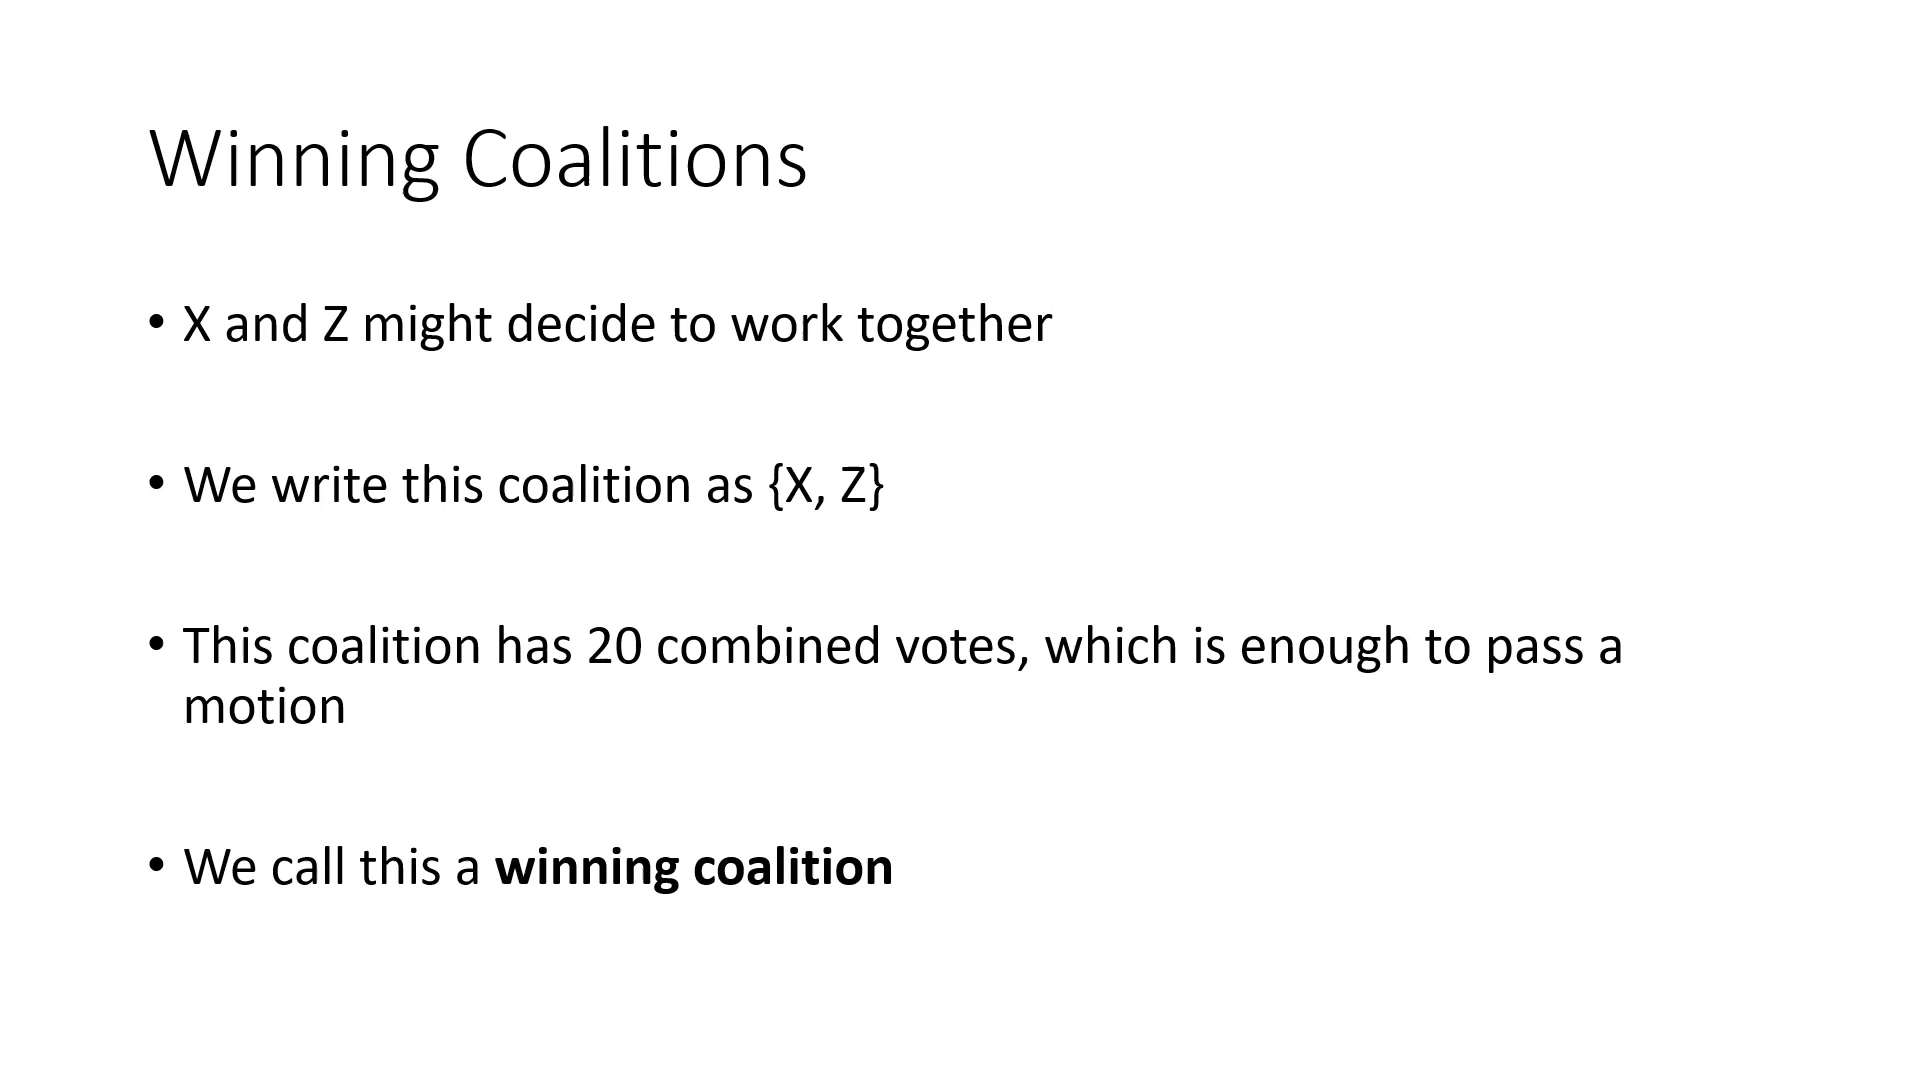 Winning Coalitions
• X and Z might decide to work together
• We write this coalition as {X, Z}
• This coalition has 20 combined votes, which is enough to pass a
motion
• We call this a winning coalition